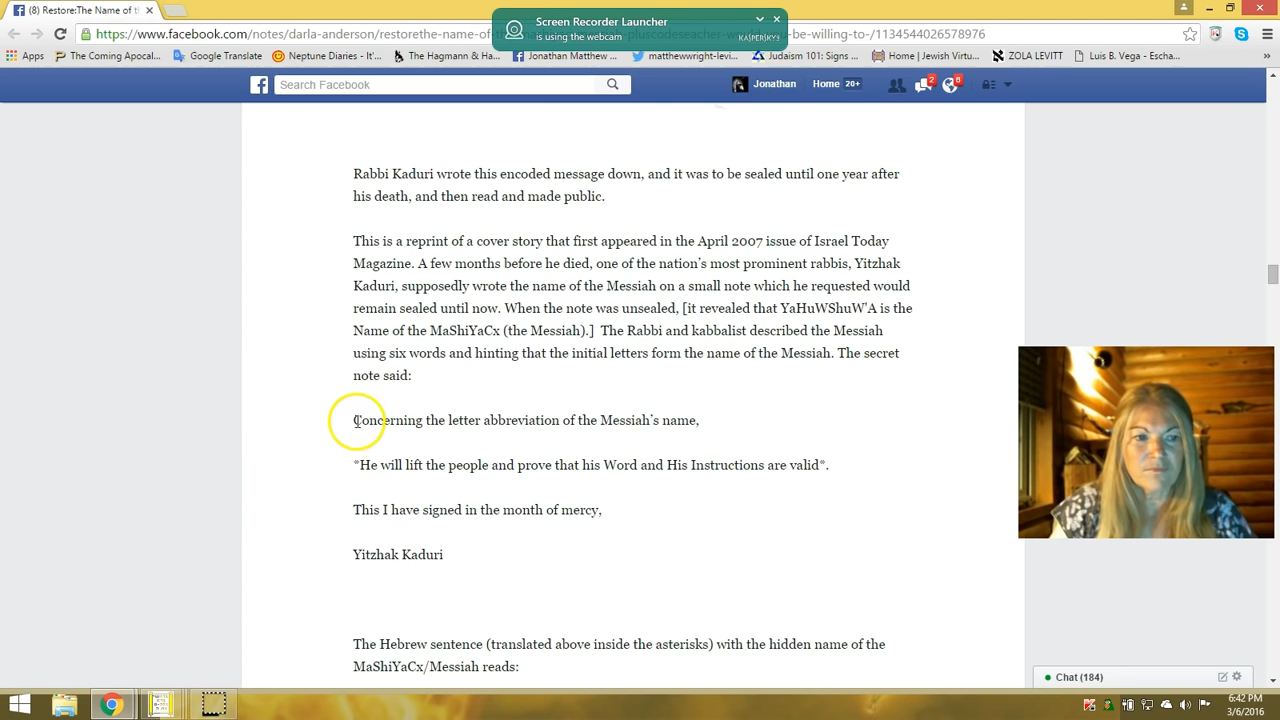 (8) Restore:The Name of th
Screen Recorder Launcher
is using the webcam
KASPERSKY
https://www.facebook.com/notes/darla-anderson/restorethe-name-of-
be-willing-to-/1134544026578976
Apps
Google
Google Translate
Neptune Diaries - It'...
The Hagmann & H...
Jonathan Matthew ...
matthewwright-levi...
Judaism 101: Signs ...
Home | Jewish Virtu...
ZOLA LEVITT
Luis B. Vega - Escha...
Search Facebook
Jonathan
Home 20+
2
6
Rabbi Kaduri wrote this encoded message down, and it was to be sealed until one year after
his death, and then read and made public.
This is a reprint of a cover story that first appeared in the April 2007 issue of Israel Today
Magazine. A few months before he died, one of the nation's most prominent rabbis, Yitzhak
Kaduri, supposedly wrote the name of the Messiah on a small note which he requested would
remain sealed until now. When the note was unsealed, [it revealed that YaHuWShuW'A is the
Name of the MaShiYaCx (the Messiah).]  The Rabbi and kabbalist described the Messiah
using six words and hinting that the initial letters form the name of the Messiah. The secret
note said:
Concerning the letter abbreviation of the Messiah's name,
*He will lift the people and prove that his Word and His Instructions are valid*.
This I have signed in the month of mercy,
Yitzhak Kaduri
The Hebrew sentence (translated above inside the asterisks) with the hidden name of the
MaShiYaCx/Messiah reads:
Chat (184)
6:42 PM
3/6/2016